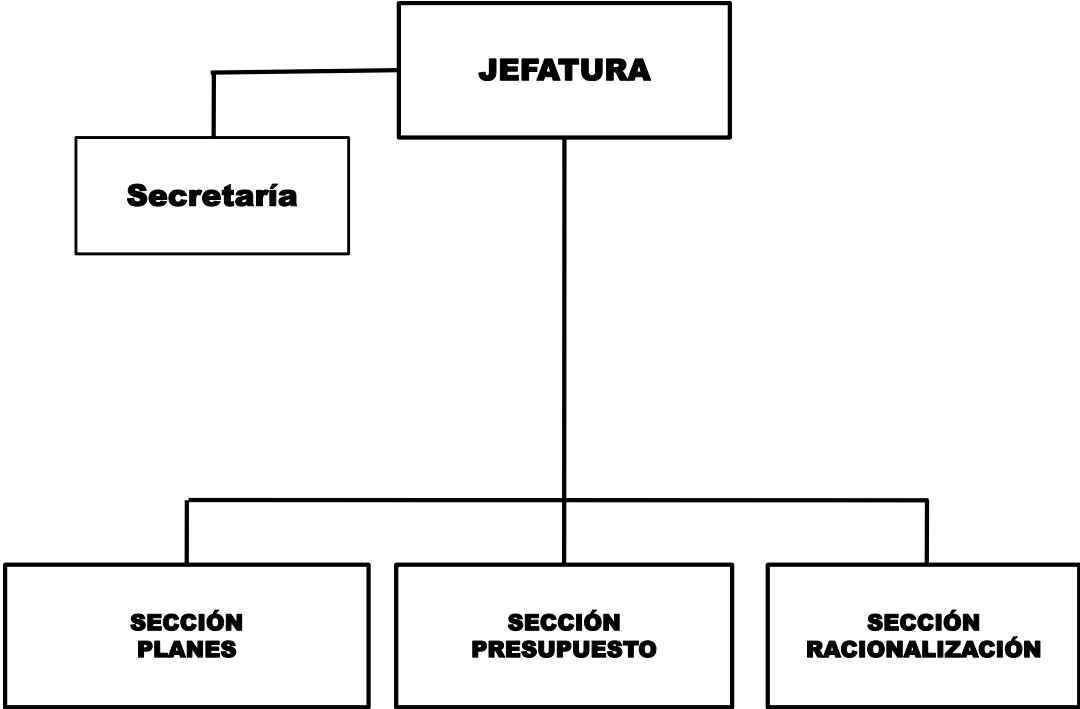 JEFATURA
Secretaría
SECCIÓN
PLANES
SECCIÓN
PRESUPUESTO
SECCIÓN
RACIONALIZACIÓN